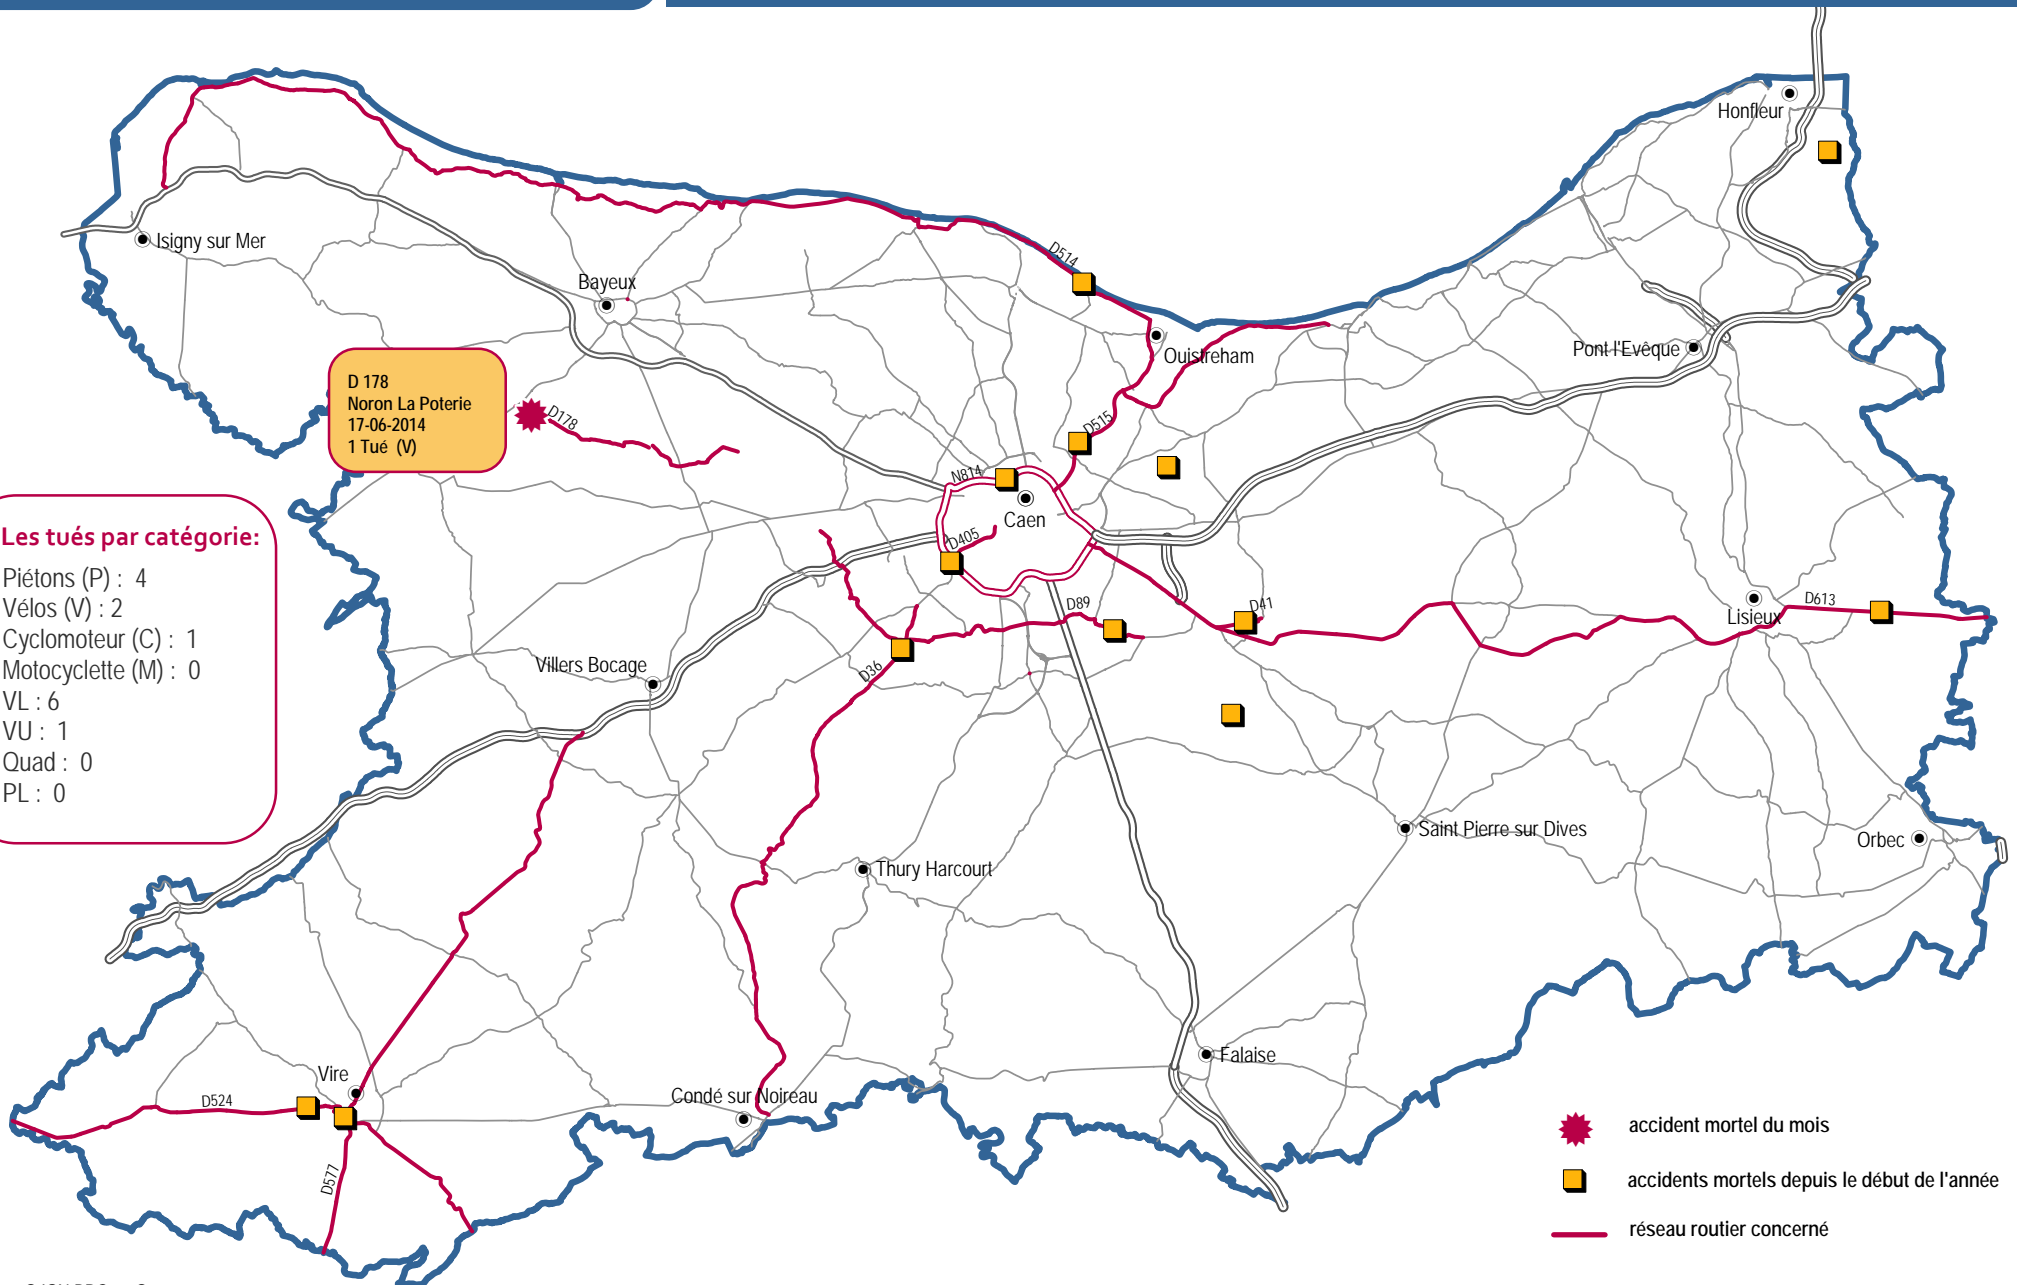 Honfleur
Isigny sur Mer
D514
Bayeux
Ouistreham
Pont l'Evêque
D 178
Noron La Poterie
17-06-2014
1 Tué (V)
D178
D515
N814
Caen
D405
Les tués par catégorie:
Piétons (P) : 4
Vélos (V) : 2
Cyclomoteur (C) : 1
Motocyclette (M) : 0
VL : 6
VU : 1
Quad : 0
PL : 0
D89
D41
D613
Lisieux
Villers Bocage
D36
Saint Pierre sur Dives
Orbec
Thury Harcourt
Falaise
Vire
D524
Condé sur Noireau
D577
accident mortel du mois
accidents mortels depuis le début de l'année
réseau routier concerné